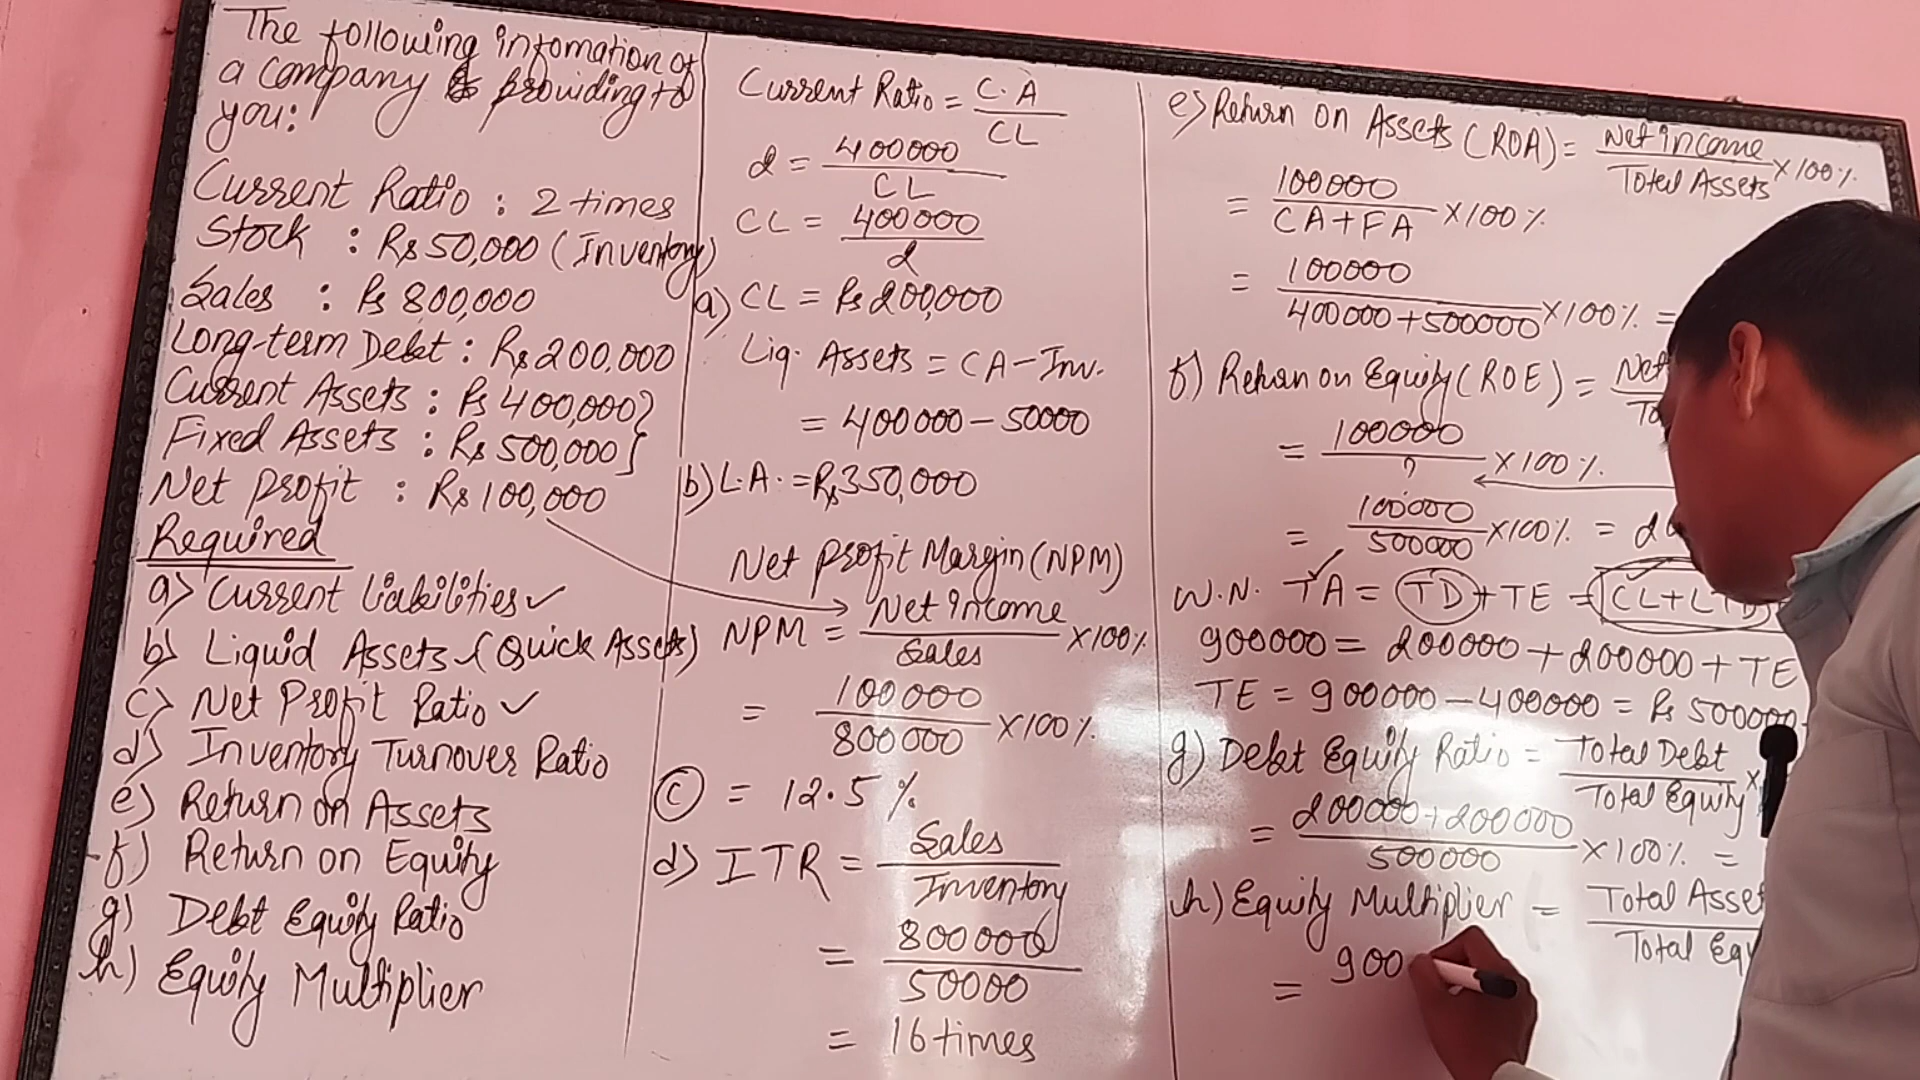 The following infomation of
a company is providing to
you:
Current Ratio : 2 times
Stock : Rs 50,000 (Inventory)
Sales : Rs 800,000
Long-term Debt : Rs 200,000
Current Assets : Rs 400,000}
Fixed Assets : Rs 500,000}
Net profit : Rs 100,000
Required
a) Current liabilities ✓
b) Liquid Assets ✓ (Quick Assets)
c) Net Profit Ratio ✓
d) Inventory Turnover Ratio
e) Return on Assets
f) Return on Equity
g) Debt Equity Ratio
h) Equity Multiplier
Current Ratio = C.A
CL
2 = 400000
CL
CL = 400000
2
a) CL = Rs 200,000
Liq. Assets = CA - Inv.
= 400000 - 50000
b) L.A. = Rs 350,000
Net Profit Margin (NPM)
NPM = Net income × 100%
Sales
= 100000 × 100%
800000
c = 12.5%
d) ITR = Sales
Inventory
= 800000
50000
= 16 times
e) Return on Assets (ROA) = Net income × 100%
Total Assets
= 100000 × 100%
CA + FA
= 100000 × 100% =
400000 + 500000
f) Return on Equity (ROE) = Net
= 100000 × 100%
?
= 100000 × 100% =
500000
W.N. TA = TD + TE = CL + LTD
900000 = 200000 + 200000 + TE
TE = 900000 - 400000 = Rs 500000
g) Debt Equity Ratio = Total Debt ×
Total Equity
= 200000 + 200000 × 100% =
500000
h) Equity Multiplier = Total Asse
Total Eq
= 900